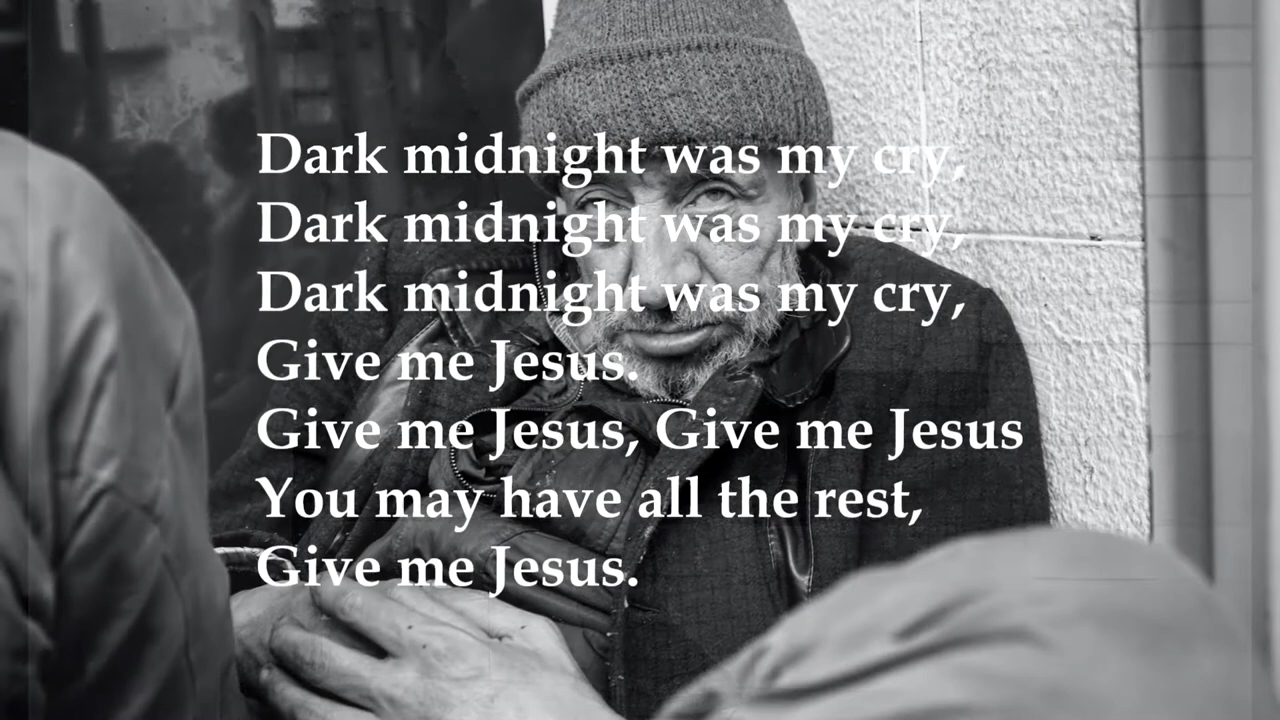 Dark midnight was my cry,
Dark midnight was my cry,
Dark midnight was my cry,
Give me Jesus.
Give me Jesus, Give me Jesus
You may have all the rest,
Give me Jesus.